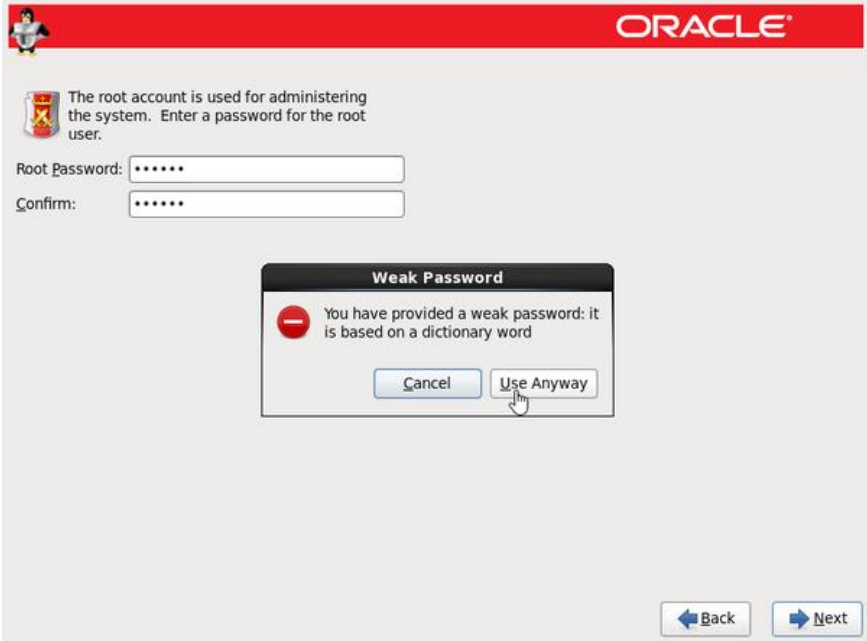 ORACLE
The root account is used for administering
the system. Enter a password for the root
user.
Root Password: ••••••
Confirm: ••••••
Weak Password
You have provided a weak password: it
is based on a dictionary word
Cancel Use Anyway
Back Next